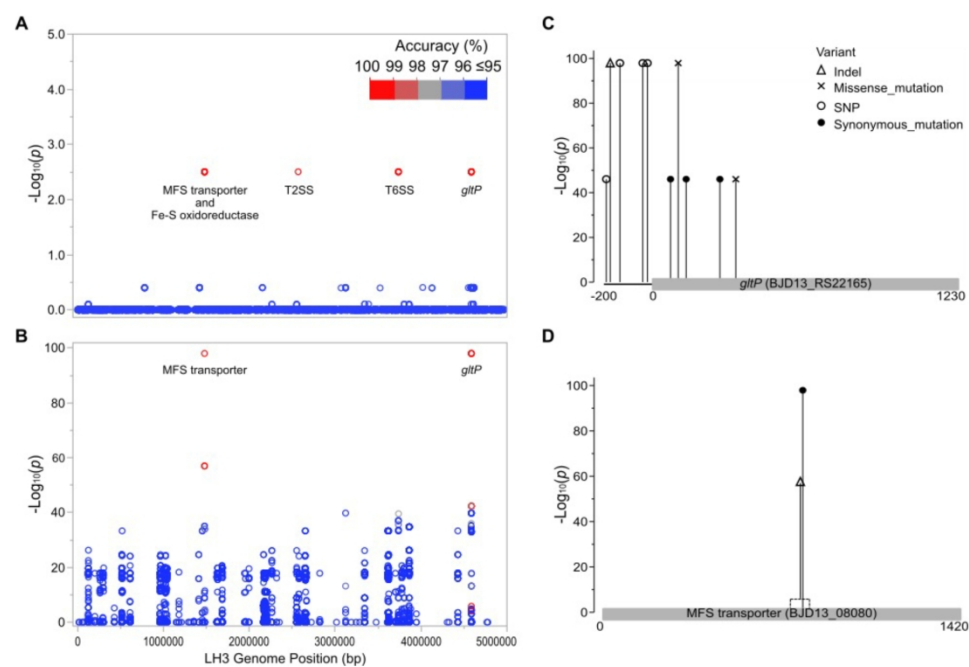 A
5.0
4.0
3.0
2.0
1.0
0.0
-Log10(p)
Accuracy (%)
100 99 98 97 96 ≤95
MFS transporter
and
Fe-S oxidoreductase
T2SS
T6SS
gltP
B
100
80
60
40
20
0
-Log10(p)
MFS transporter
gltP
0 1000000 2000000 3000000 4000000 5000000
LH3 Genome Position (bp)
C
100
80
60
40
20
0
-Log10(p)
Variant
Indel
Missense_mutation
SNP
Synonymous_mutation
gltP (BJD13_RS22165)
-200 0 1230
D
100
80
60
40
20
0
-Log10(p)
MFS transporter (BJD13_08080)
0 1420